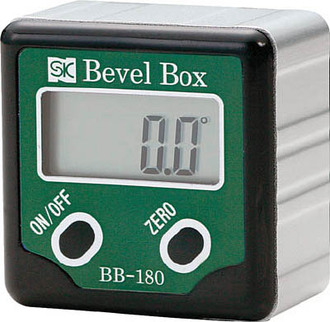 SK Bevel Box
0.0°
ON/OFF ZERO
BB-180